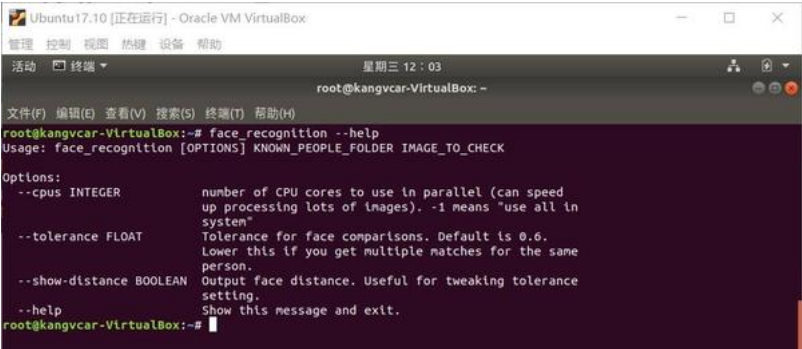 Ubuntu17.10 [正在运行] - Oracle VM VirtualBox
管理 控制 视图 热键 设备 帮助
活动 终端 星期三 12:03
root@kangvcar-VirtualBox: ~
文件(F) 编辑(E) 查看(V) 搜索(S) 终端(T) 帮助(H)
root@kangvcar-VirtualBox:~# face_recognition --help
Usage: face_recognition [OPTIONS] KNOWN_PEOPLE_FOLDER IMAGE_TO_CHECK
Options:
--cpus INTEGER number of CPU cores to use in parallel (can speed
up processing lots of images). -1 means "use all in
system"
--tolerance FLOAT Tolerance for face comparisons. Default is 0.6.
Lower this if you get multiple matches for the same
person.
--show-distance BOOLEAN Output face distance. Useful for tweaking tolerance
setting.
--help Show this message and exit.
root@kangvcar-VirtualBox:~#